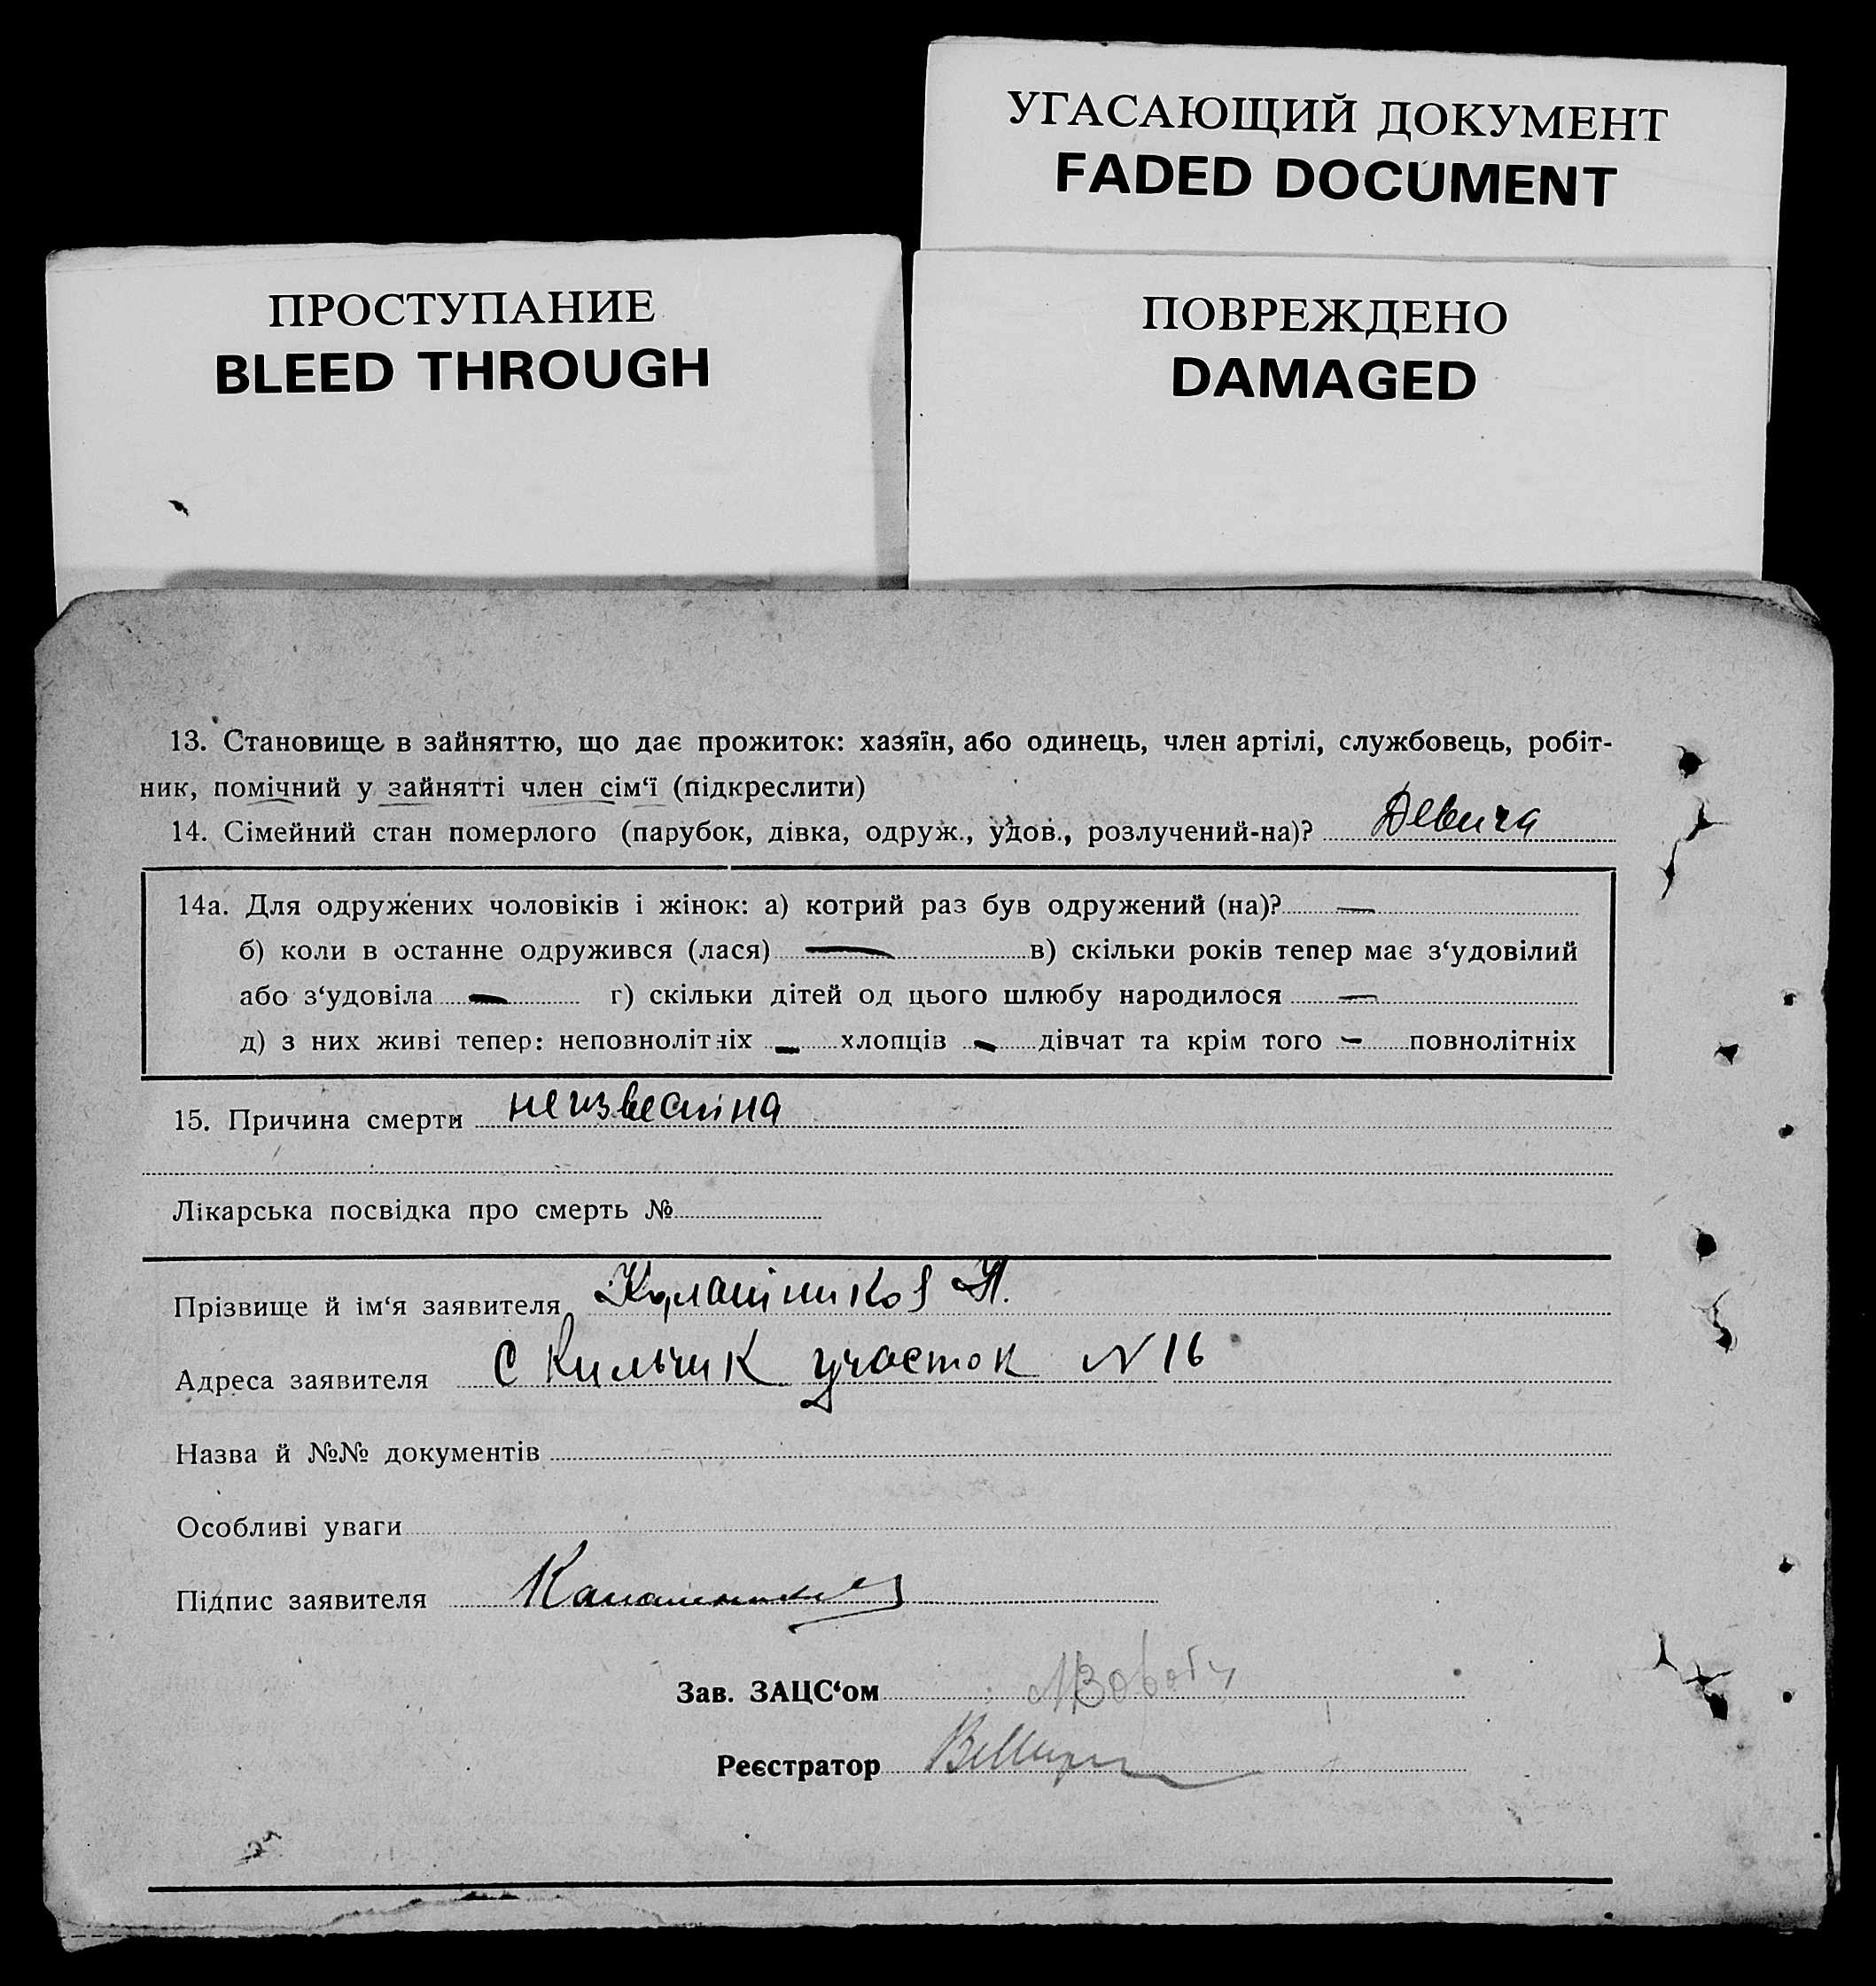 УГАСАЮЩИЙ ДОКУМЕНТ
FADED DOCUMENT
ПРОСТУПАНИЕ
BLEED THROUGH
ПОВРЕЖДЕНО
DAMAGED
13. Становище в зайняттю, що дає прожиток: хазяїн, або одинець, член артілі, службовець, робіт-
ник, помічний у зайнятті член сім‘ї (підкреслити)
14. Сімейний стан померлого (парубок, дівка, одруж., удов., розлучений-на)? Девица
14а. Для одружених чоловіків і жінок: а) котрий раз був одружений (на)? —
б) коли в останне одружився (лася) — в) скільки років тепер має з‘удовілий
або з‘удовіла — г) скільки дітей од цього шлюбу народилося —
д) з них живі тепер: неповнолітніх — хлопців — дівчат та крім того — повнолітніх
15. Причина смерти неизвестна
Лікарська посвідка про смерть №
Прізвище й ім‘я заявителя
Адреса заявителя С Кильчик участок N 16
Назва й №№ документів
Особливі уваги
Підпис заявителя
Зав. ЗАЦС‘ом
Реєстратор